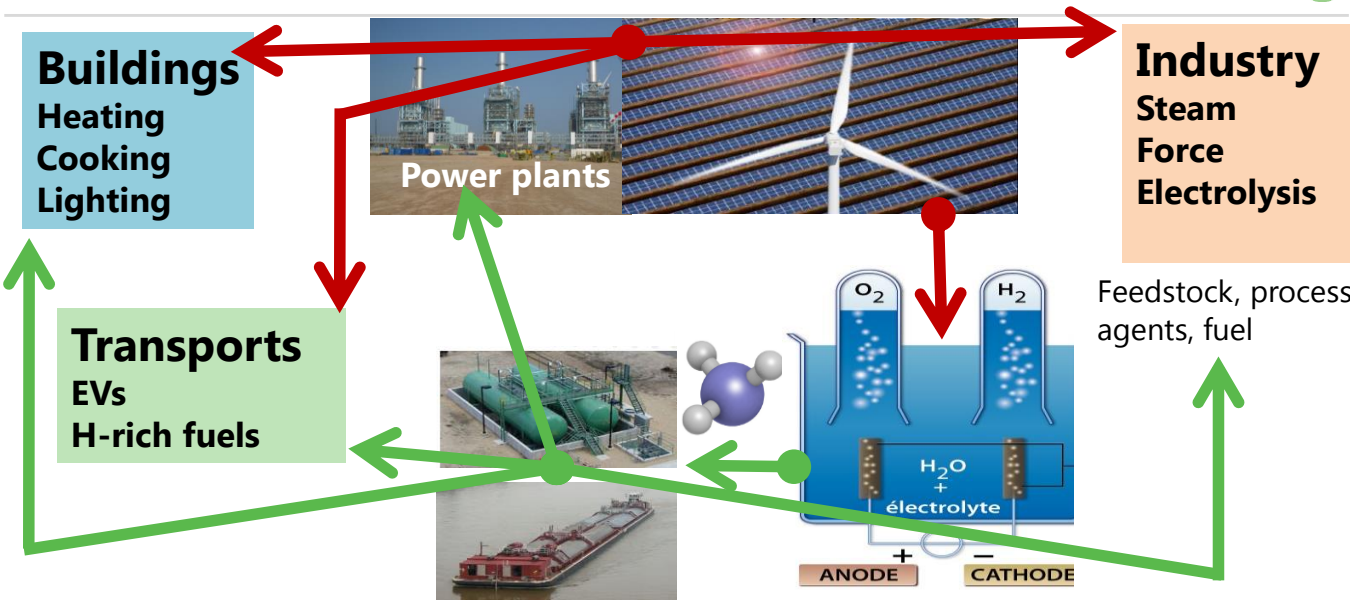 Buildings
Heating
Cooking
Lighting
Power plants
Industry
Steam
Force
Electrolysis
Feedstock, process
agents, fuel
Transports
EVs
H-rich fuels
O₂
H₂
H₂O
+
électrolyte
+
−
ANODE
CATHODE